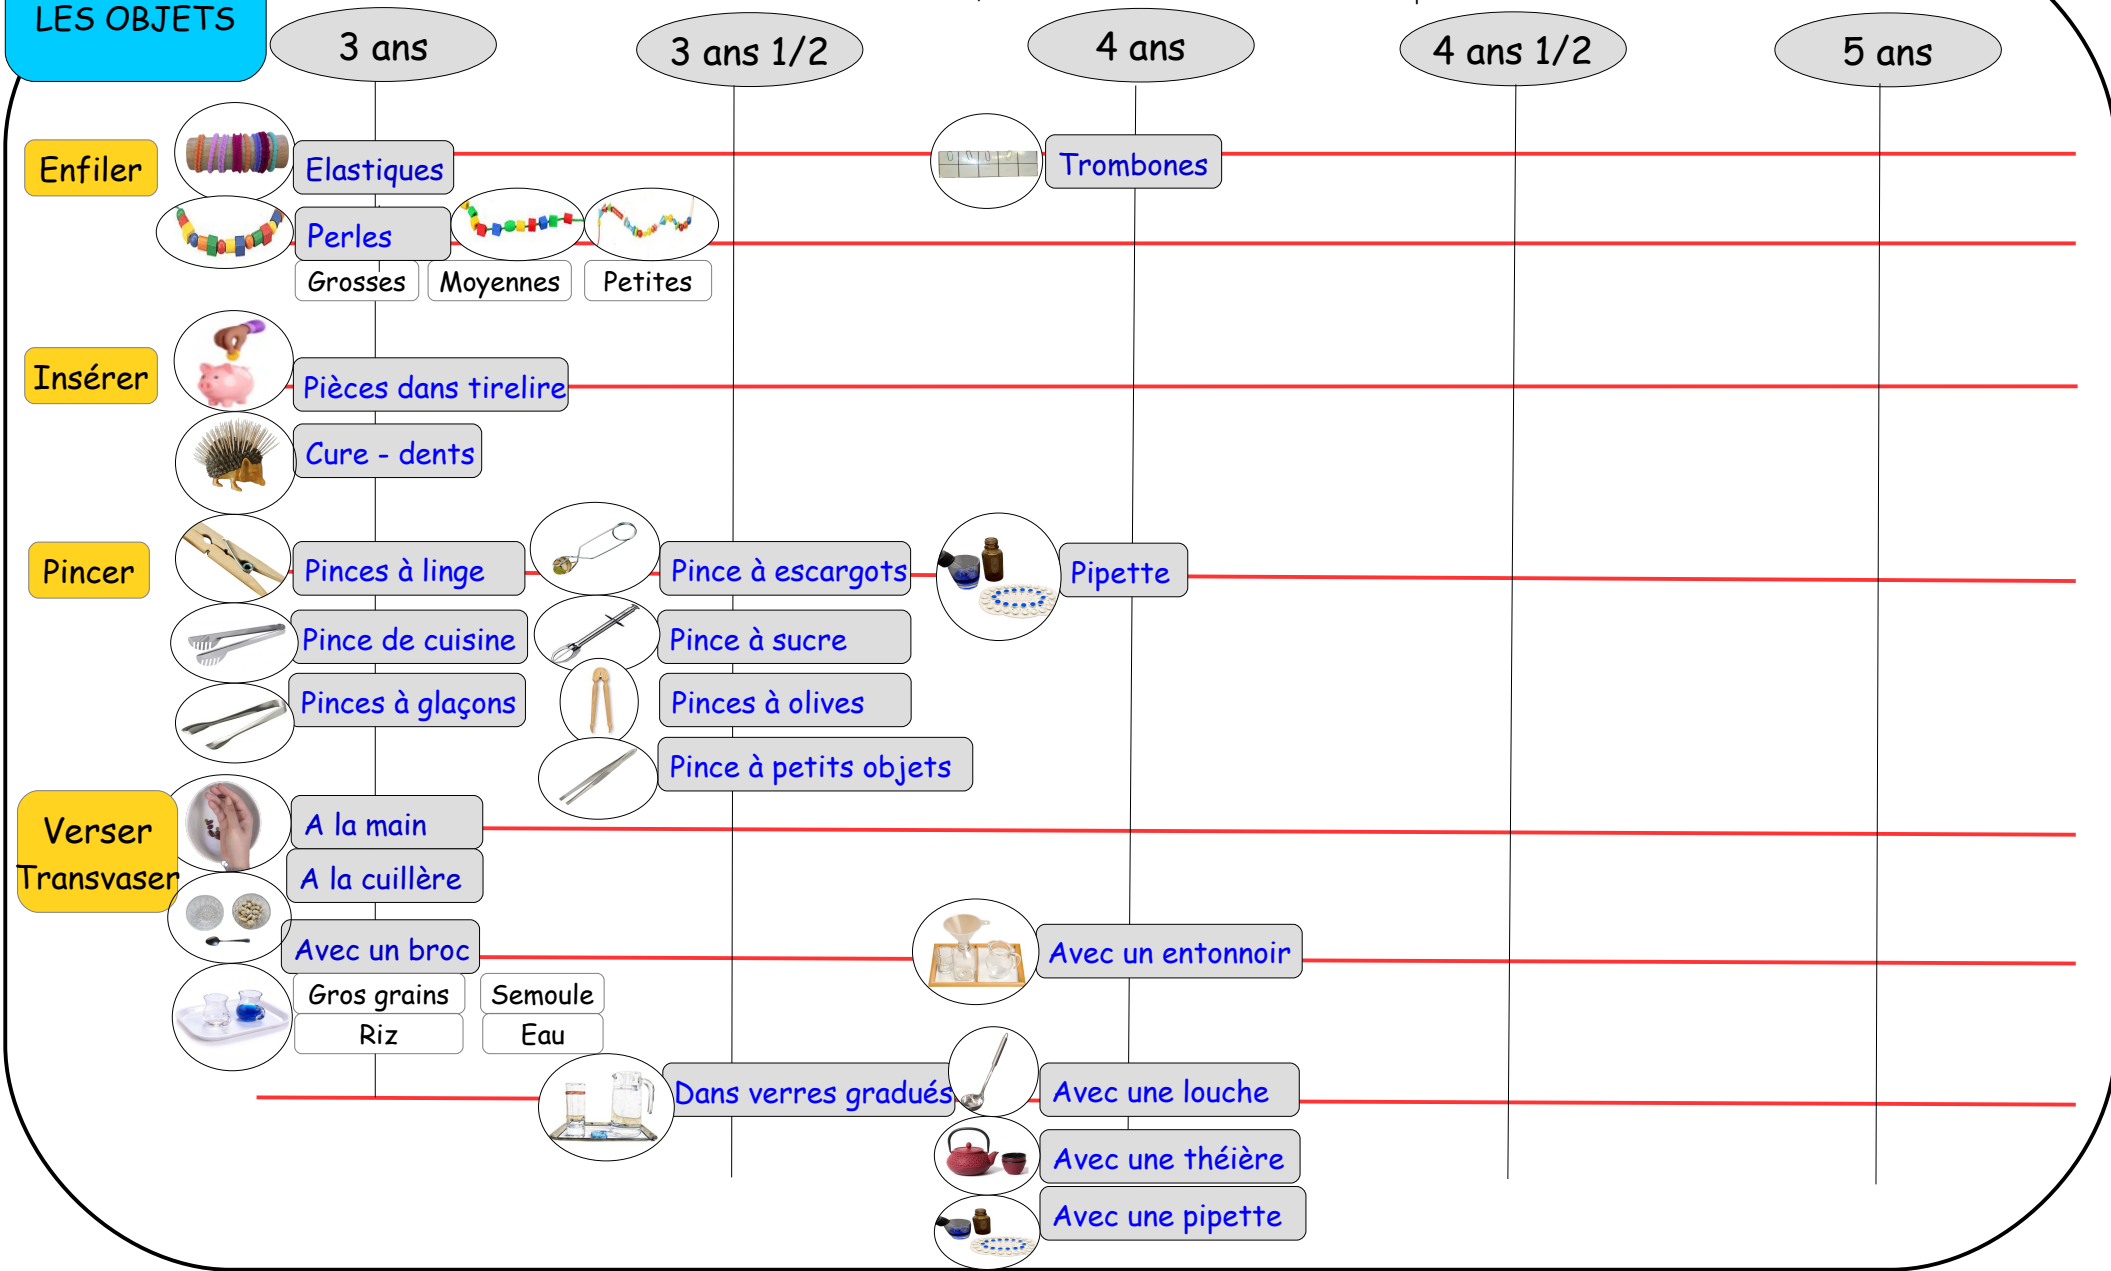 LES OBJETS
3 ans
3 ans 1/2
4 ans
4 ans 1/2
5 ans
Enfiler
Elastiques
Trombones
Perles
Grosses
Moyennes
Petites
Insérer
Pièces dans tirelire
Cure - dents
Pincer
Pinces à linge
Pince à escargots
Pipette
Pince de cuisine
Pince à sucre
Pinces à glaçons
Pinces à olives
Pince à petits objets
Verser
Transvaser
A la main
A la cuillère
Avec un broc
Avec un entonnoir
Gros grains
Semoule
Riz
Eau
Dans verres gradués
Avec une louche
Avec une théière
Avec une pipette